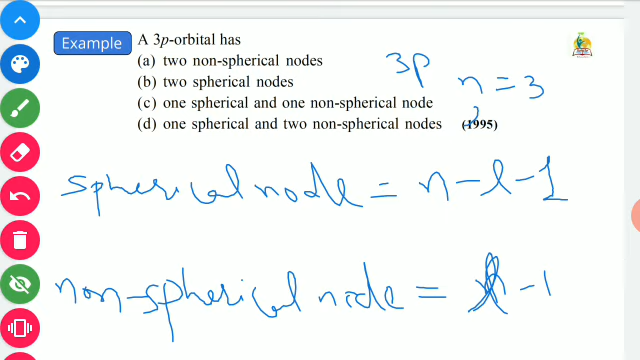 Example A 3p-orbital has
(a) two non-spherical nodes
(b) two spherical nodes
(c) one spherical and one non-spherical node
(d) one spherical and two non-spherical nodes (1995)
3p n = 3
spherical node = n - l - 1
non-spherical node = - 1